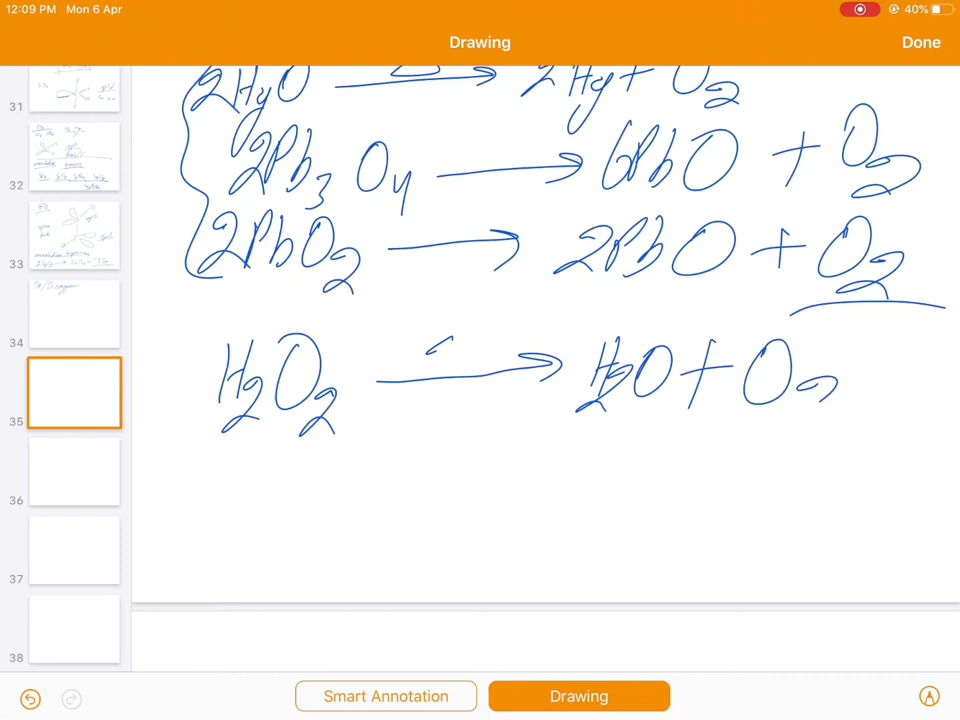 12:09 PM Mon 6 Apr
40%
Drawing
Done
31
32
33
34
35
36
37
38
2HgO —Δ→ 2Hg + O₂
2Pb₃O₄ → 6PbO + O₂
2PbO₂ → 2PbO + O₂
H₂O₂ → H₂O + O₂
Smart Annotation
Drawing